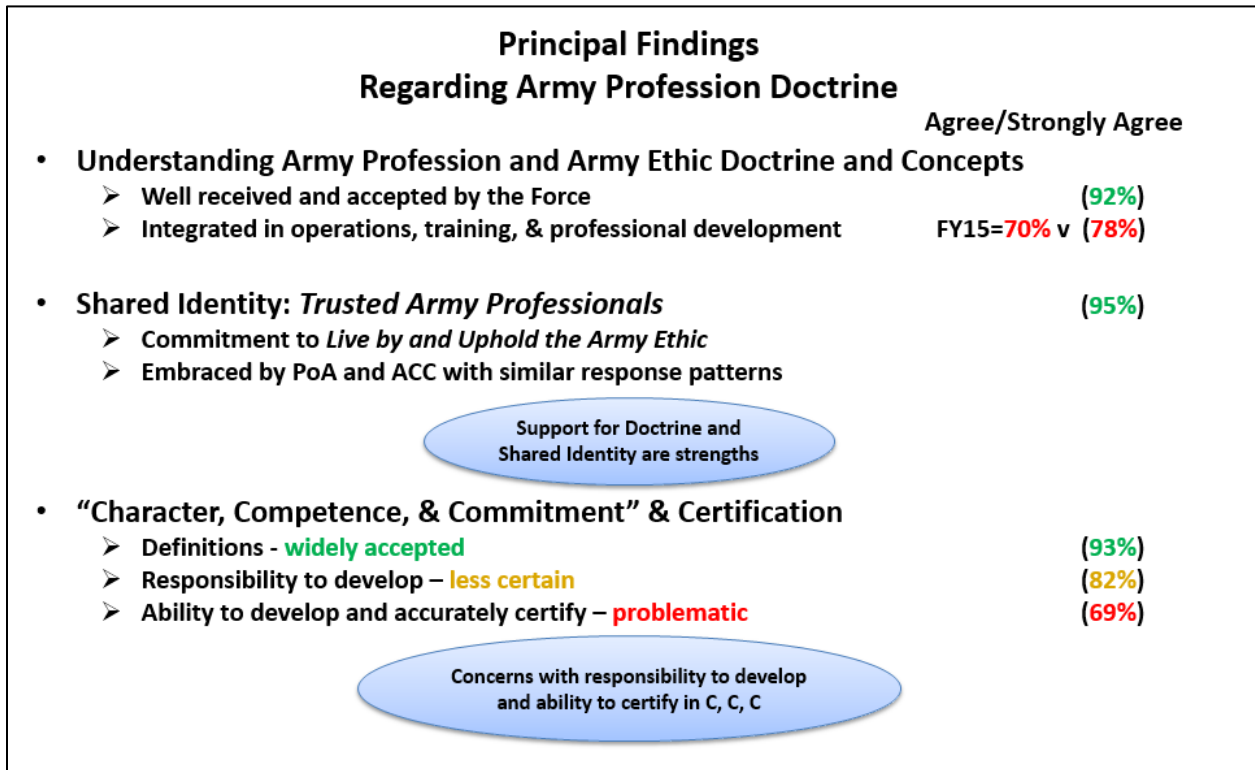 Principal Findings
Regarding Army Profession Doctrine
Agree/Strongly Agree
• Understanding Army Profession and Army Ethic Doctrine and Concepts
➢ Well received and accepted by the Force (92%)
➢ Integrated in operations, training, & professional development FY15=70% v (78%)
• Shared Identity: Trusted Army Professionals (95%)
➢ Commitment to Live by and Uphold the Army Ethic
➢ Embraced by PoA and ACC with similar response patterns
Support for Doctrine and
Shared Identity are strengths
• “Character, Competence, & Commitment” & Certification
➢ Definitions - widely accepted (93%)
➢ Responsibility to develop – less certain (82%)
➢ Ability to develop and accurately certify – problematic (69%)
Concerns with responsibility to develop
and ability to certify in C, C, C